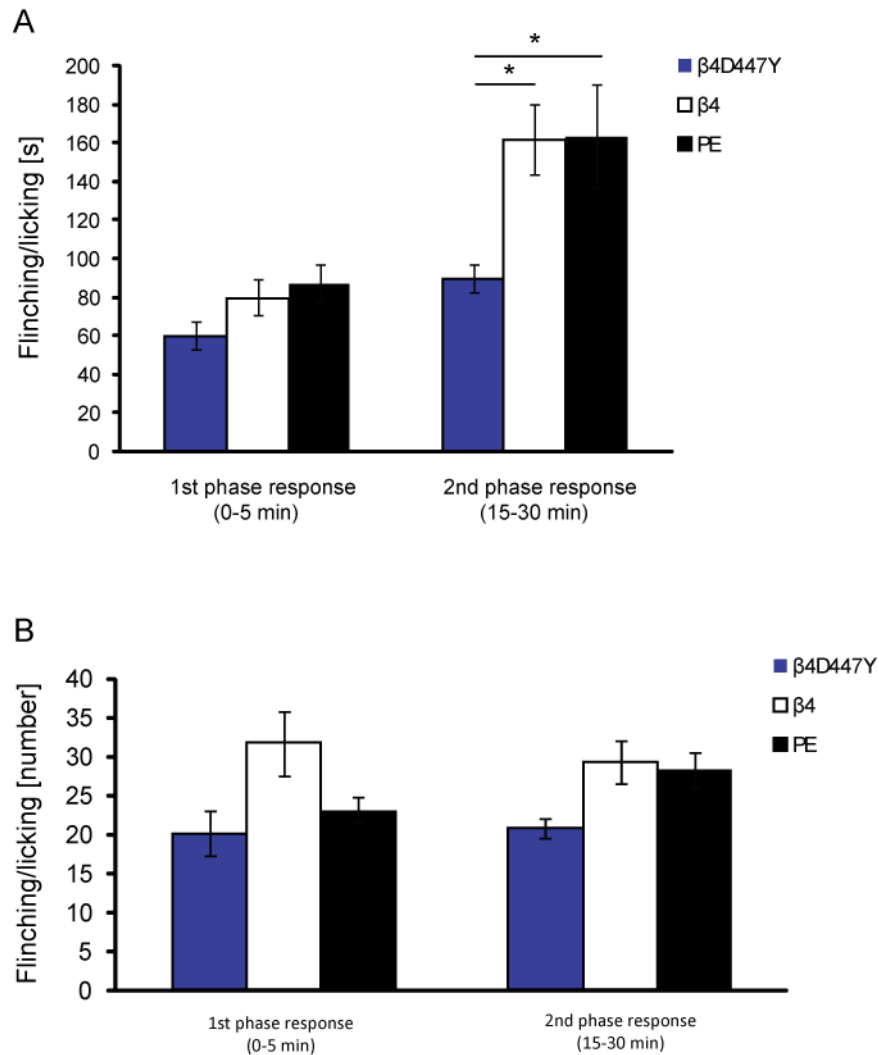 A
*
*
Flinching/licking [s]
200
180
160
140
120
100
80
60
40
20
0
β4D447Y
β4
PE
1st phase response
(0-5 min)
2nd phase response
(15-30 min)
B
Flinching/licking [number]
40
35
30
25
20
15
10
5
0
β4D447Y
β4
PE
1st phase response
(0-5 min)
2nd phase response
(15-30 min)